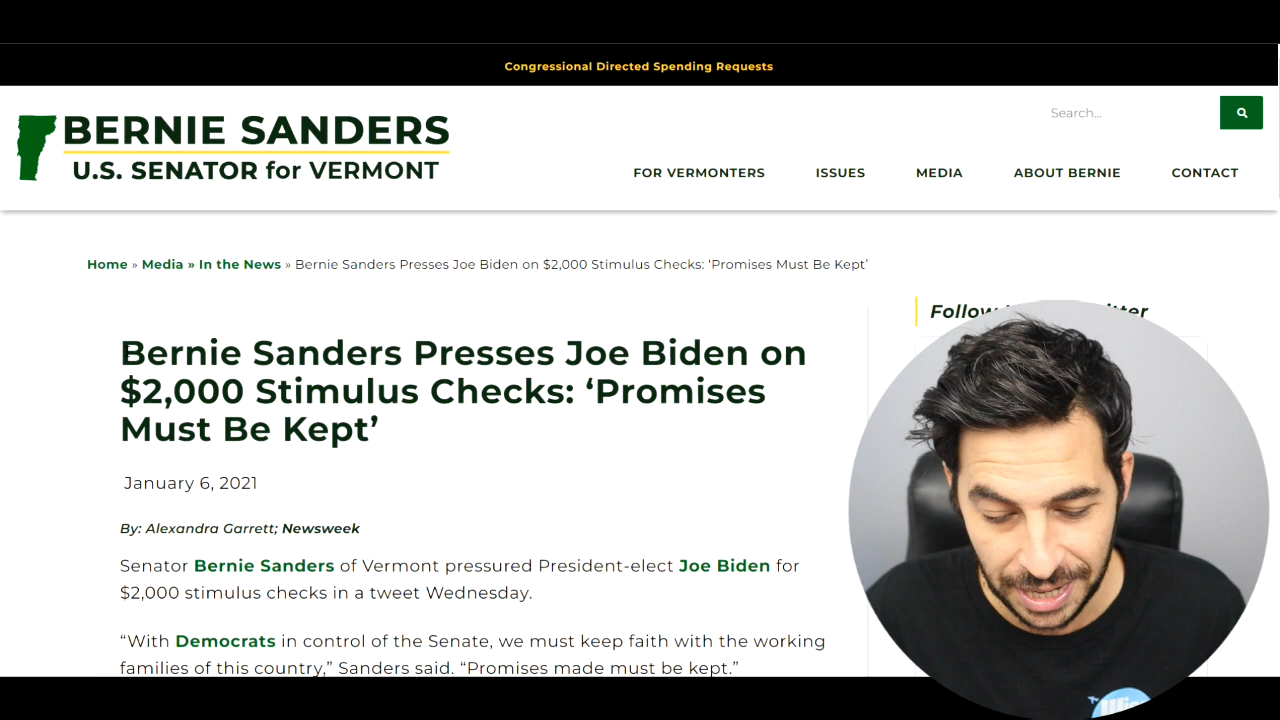 Congressional Directed Spending Requests
BERNIE SANDERS
U.S. SENATOR for VERMONT
Search...
FOR VERMONTERS ISSUES MEDIA ABOUT BERNIE CONTACT
Home » Media » In the News » Bernie Sanders Presses Joe Biden on $2,000 Stimulus Checks: ‘Promises Must Be Kept’
Bernie Sanders Presses Joe Biden on
$2,000 Stimulus Checks: ‘Promises
Must Be Kept’
January 6, 2021
By: Alexandra Garrett; Newsweek
Senator Bernie Sanders of Vermont pressured President-elect Joe Biden for
$2,000 stimulus checks in a tweet Wednesday.
“With Democrats in control of the Senate, we must keep faith with the working
families of this country,” Sanders said. “Promises made must be kept.”